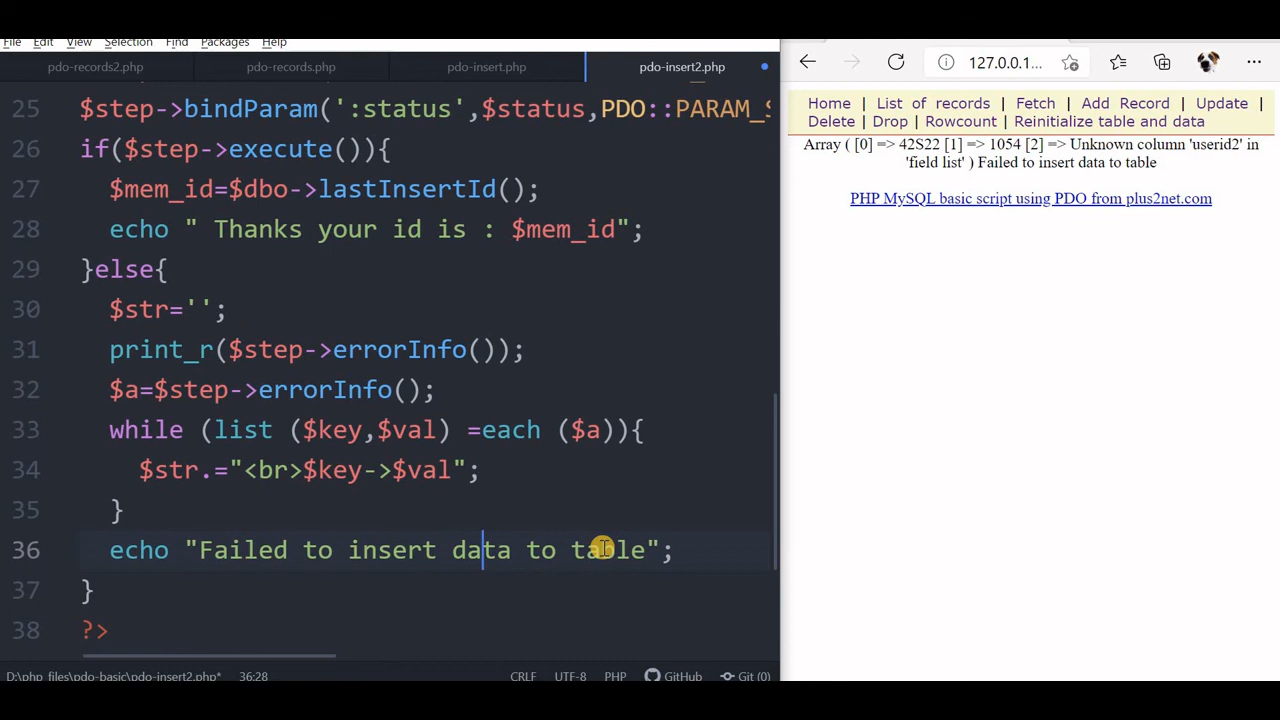 File Edit View Selection Find Packages Help
pdo-records2.php pdo-records.php pdo-insert.php pdo-insert2.php
25 $step->bindParam(':status',$status,PDO::PARAM_S
26 if($step->execute()){
27 $mem_id=$dbo->lastInsertId();
28 echo " Thanks your id is : $mem_id";
29 }else{
30 $str='';
31 print_r($step->errorInfo());
32 $a=$step->errorInfo();
33 while (list ($key,$val) =each ($a)){
34 $str.="<br>$key->$val";
35 }
36 echo "Failed to insert data to table";
37 }
38 ?>
D:\php_files\pdo-basic\pdo-insert2.php* 36:28 CRLF UTF-8 PHP GitHub Git (0)
127.0.0.1...
Home | List of records | Fetch | Add Record | Update |
Delete | Drop | Rowcount | Reinitialize table and data
Array ( [0] => 42S22 [1] => 1054 [2] => Unknown column 'userid2' in
'field list' ) Failed to insert data to table
PHP MySQL basic script using PDO from plus2net.com